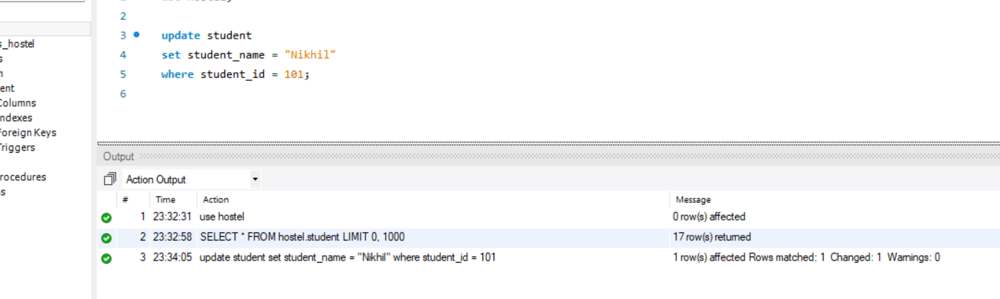 s_hostel
s
n
ent
Columns
ndexes
Foreign Keys
Triggers
rocedures
s
2
3 update student
4 set student_name = "Nikhil"
5 where student_id = 101;
6
Output
Action Output
# Time Action Message
1 23:32:31 use hostel 0 row(s) affected
2 23:32:58 SELECT * FROM hostel.student LIMIT 0, 1000 17 row(s) returned
3 23:34:05 update student set student_name = "Nikhil" where student_id = 101 1 row(s) affected Rows matched: 1 Changed: 1 Warnings: 0